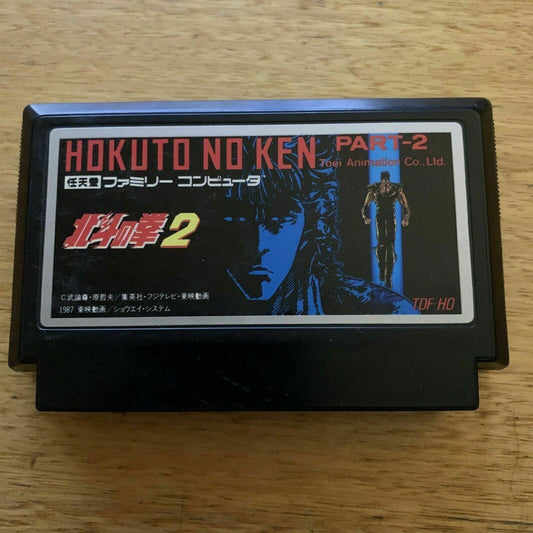 HOKUTO NO KEN PART-2
Toei Animation Co., Ltd.
任天堂 ファミリー コンピュータ
北斗の拳2
C武論尊・原哲夫／集英社・フジテレビ・東映動画
1987 東映動画／ショウエイ・システム
TDF-HO